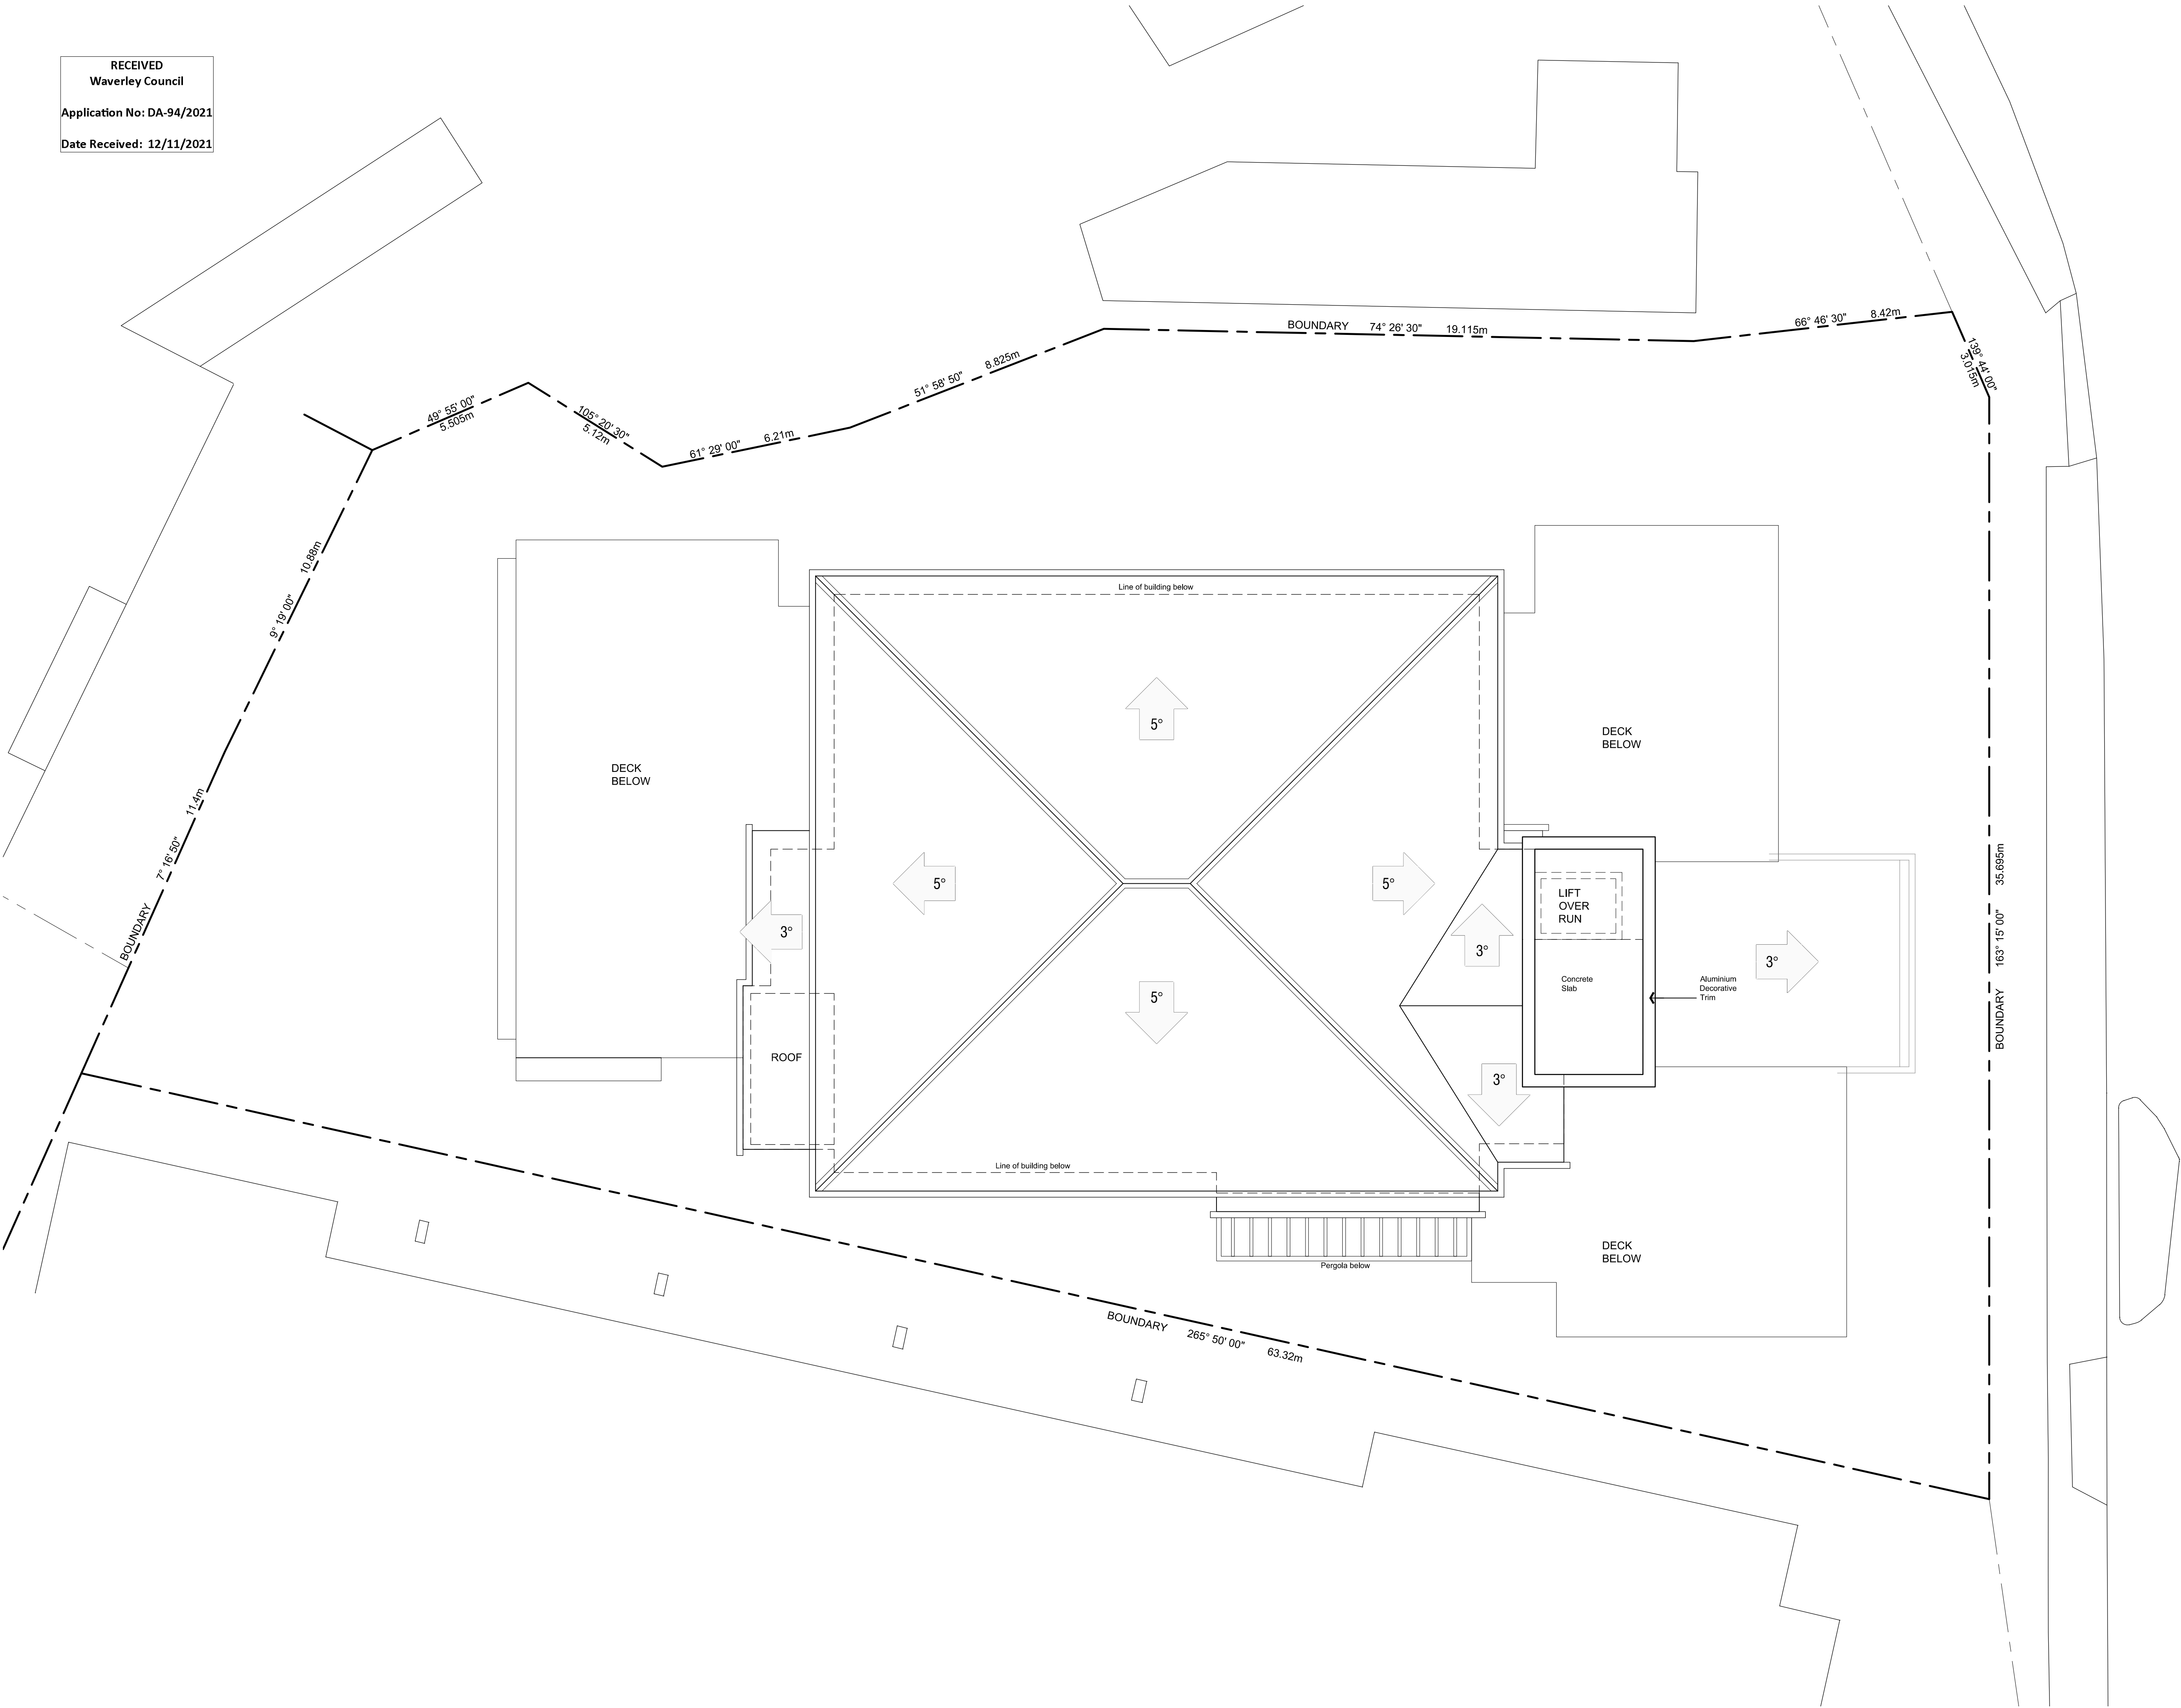 RECEIVED
Waverley Council
Application No: DA-94/2021
Date Received: 12/11/2021
BOUNDARY 74° 26' 30" 19.115m
66° 46' 30" 8.42m
139° 44' 00"
3.015m
51° 58' 50" 8.825m
49° 55' 00"
5.505m
105° 20' 30"
5.12m
61° 29' 00" 6.21m
9° 19' 00" 10.88m
Line of building below
5°
DECK
BELOW
DECK
BELOW
BOUNDARY 7° 16' 50" 11.4m
5°
5°
3°
3°
LIFT
OVER
RUN
3°
Concrete
Slab
Aluminium
Decorative
Trim
BOUNDARY 163° 15' 00" 35.695m
5°
ROOF
3°
Line of building below
DECK
BELOW
Pergola below
BOUNDARY 265° 50' 00" 63.32m